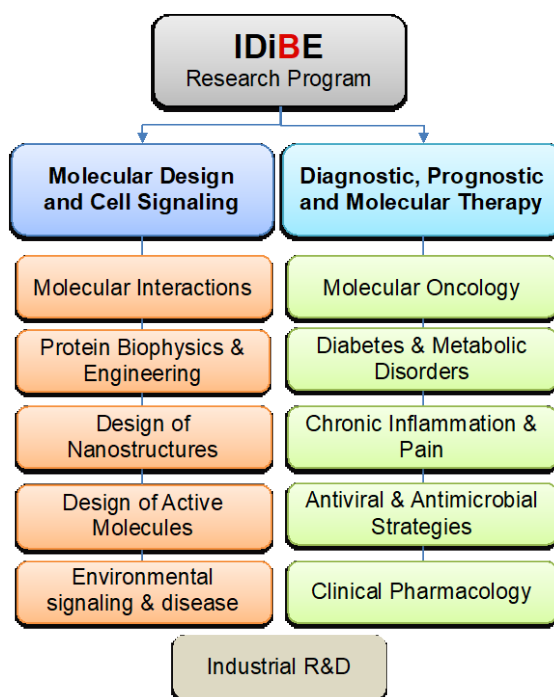 IDiBE
Research Program
Molecular Design
and Cell Signaling
Diagnostic, Prognostic
and Molecular Therapy
Molecular Interactions
Molecular Oncology
Protein Biophysics &
Engineering
Diabetes & Metabolic
Disorders
Design of
Nanostructures
Chronic Inflammation &
Pain
Design of Active
Molecules
Antiviral & Antimicrobial
Strategies
Environmental
signaling & disease
Clinical Pharmacology
Industrial R&D